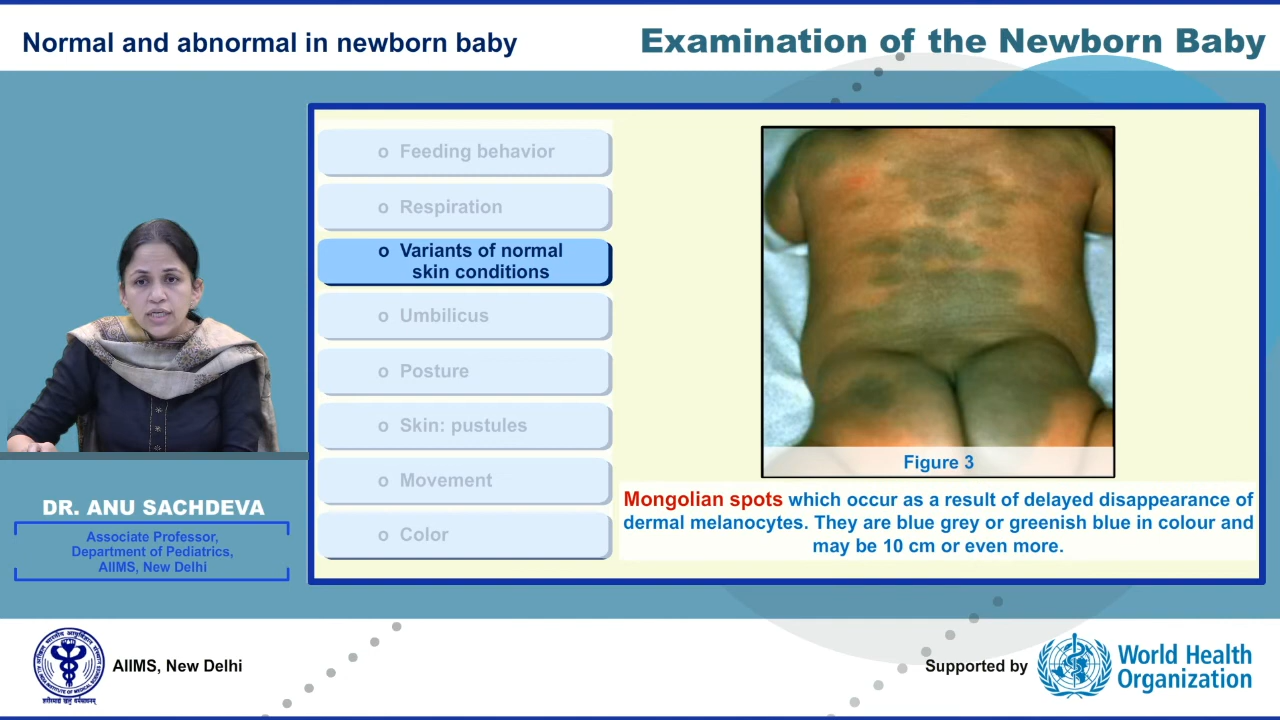 Normal and abnormal in newborn baby
Examination of the Newborn Baby
o Feeding behavior
o Respiration
o Variants of normal
skin conditions
o Umbilicus
o Posture
o Skin: pustules
o Movement
o Color
Figure 3
Mongolian spots which occur as a result of delayed disappearance of
dermal melanocytes. They are blue grey or greenish blue in colour and
may be 10 cm or even more.
DR. ANU SACHDEVA
Associate Professor,
Department of Pediatrics,
AIIMS, New Delhi
AIIMS, New Delhi
Supported by
World Health
Organization